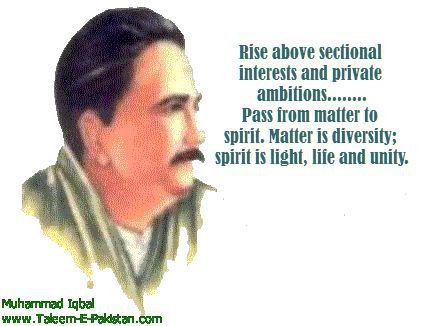 Rise above sectional
interests and private
ambitions........
Pass from matter to
spirit. Matter is diversity;
spirit is light, life and unity.
Muhammad Iqbal
www.Taleem-E-Pakistan.com